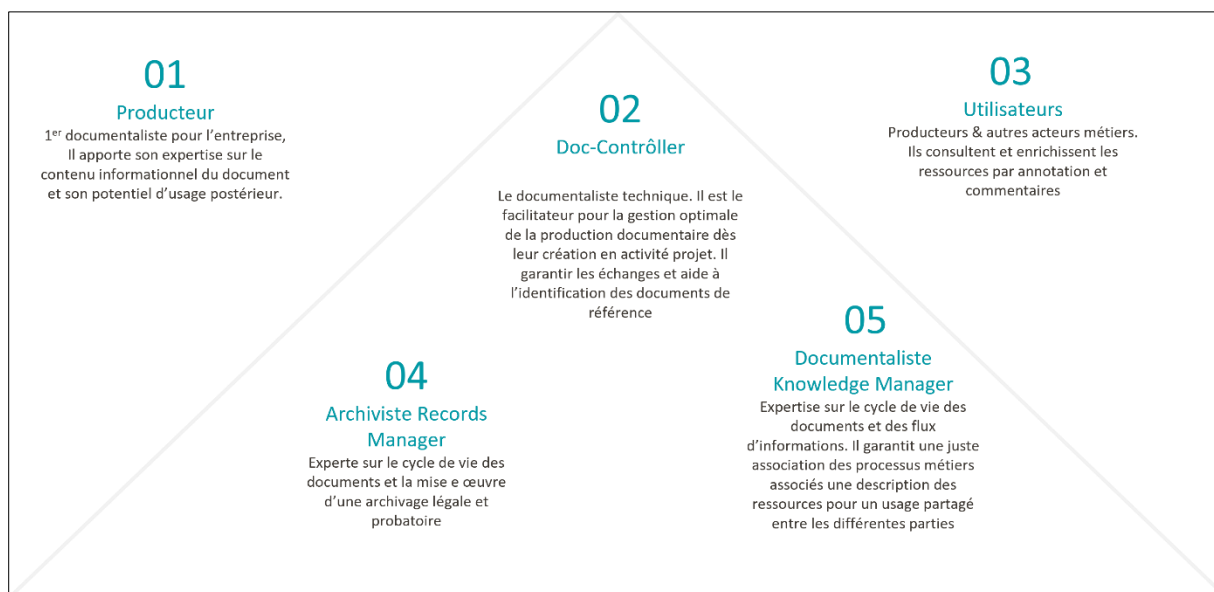 01
Producteur
1er documentaliste pour l’entreprise,
Il apporte son expertise sur le
contenu informationnel du document
et son potentiel d’usage postérieur.
02
Doc-Contrôller
Le documentaliste technique. Il est le
facilitateur pour la gestion optimale
de la production documentaire dès
leur création en activité projet. Il
garantir les échanges et aide à
l’identification des documents de
référence
03
Utilisateurs
Producteurs & autres acteurs métiers.
Ils consultent et enrichissent les
ressources par annotation et
commentaires
04
Archiviste Records
Manager
Experte sur le cycle de vie des
documents et la mise e œuvre
d’une archivage légale et
probatoire
05
Documentaliste
Knowledge Manager
Expertise sur le cycle de vie des
documents et des flux
d’informations. Il garantit une juste
association des processus métiers
associés une description des
ressources pour un usage partagé
entre les différentes parties